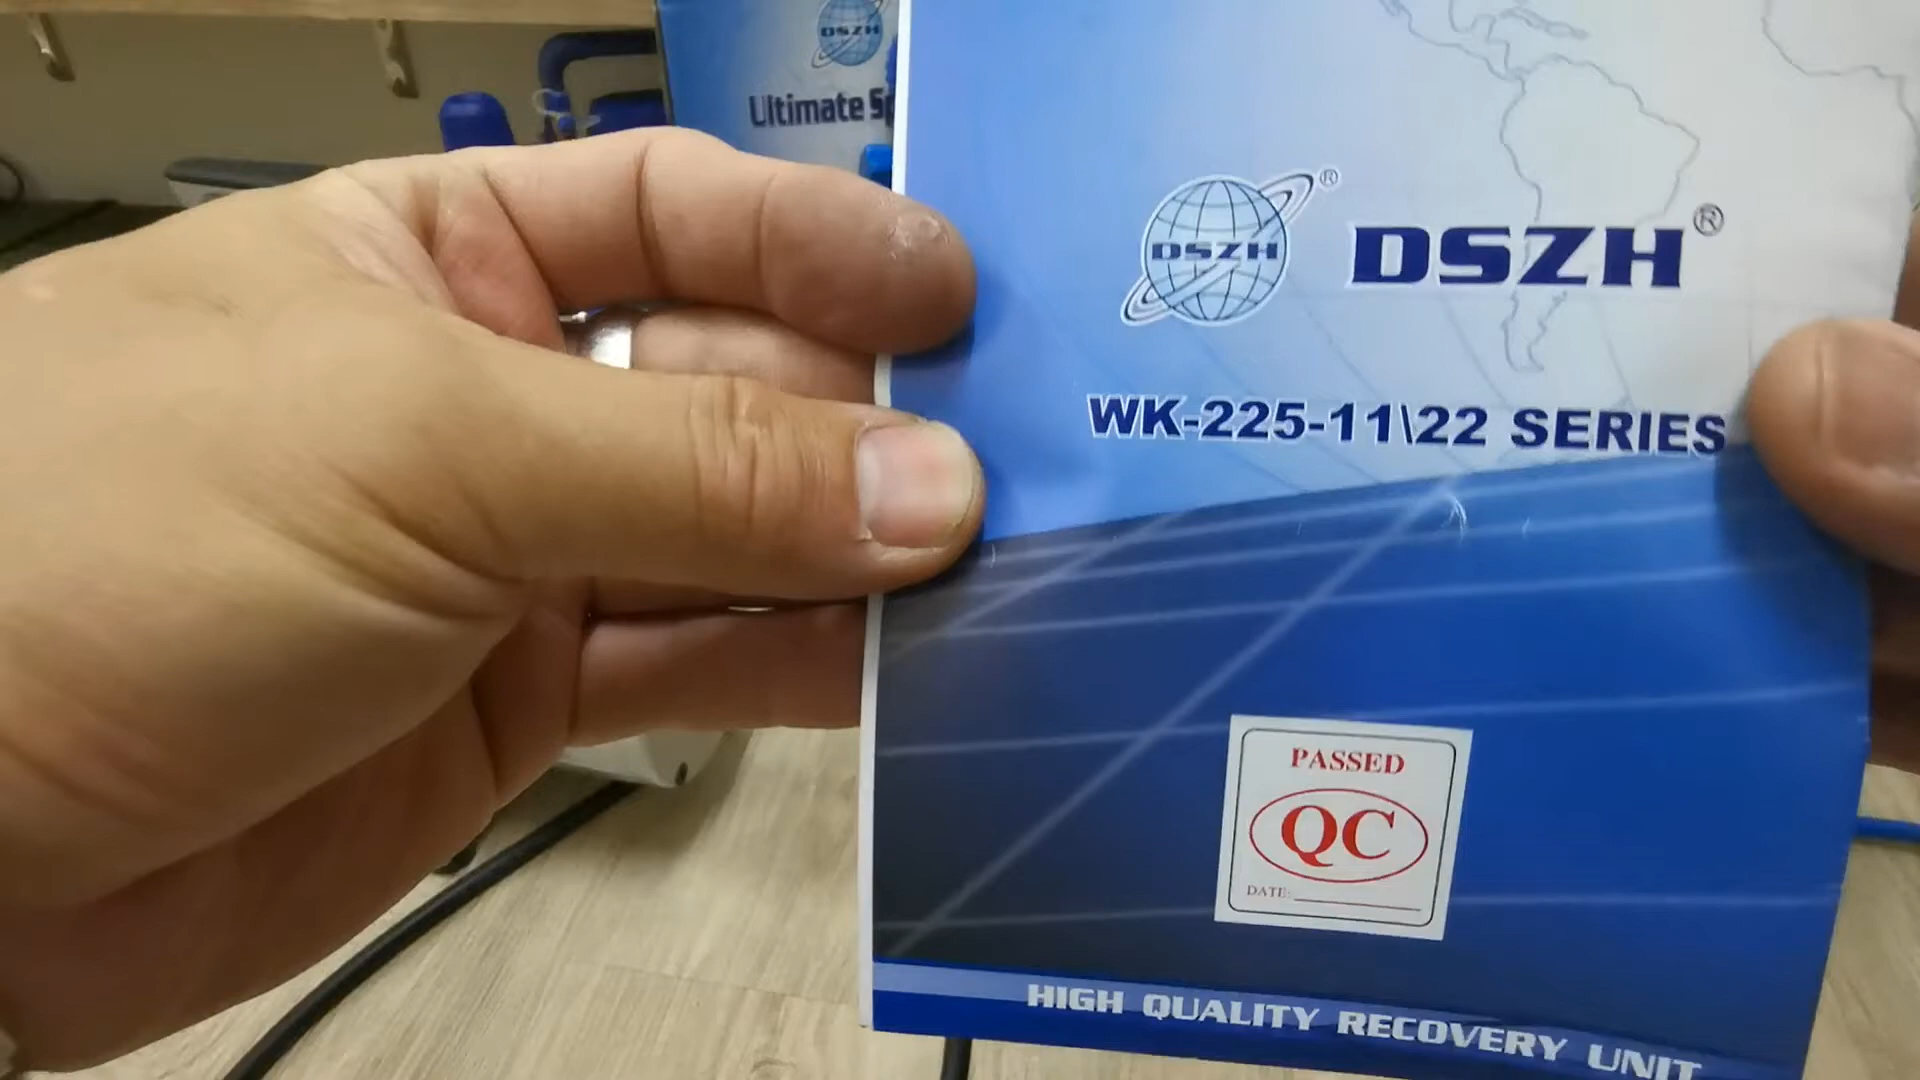 DSZH
Ultimate
DSZH
®
DSZH®
WK-225-11\22 SERIES
PASSED
QC
DATE:
HIGH QUALITY RECOVERY UNIT